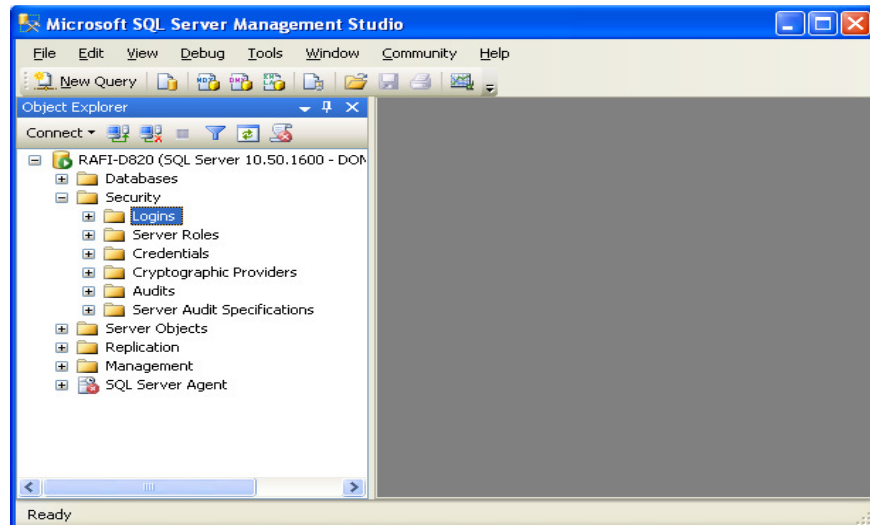 Microsoft SQL Server Management Studio
File Edit View Debug Tools Window Community Help
New Query
Object Explorer
Connect
RAFI-D820 (SQL Server 10.50.1600 - DOM
Databases
Security
Logins
Server Roles
Credentials
Cryptographic Providers
Audits
Server Audit Specifications
Server Objects
Replication
Management
SQL Server Agent
Ready